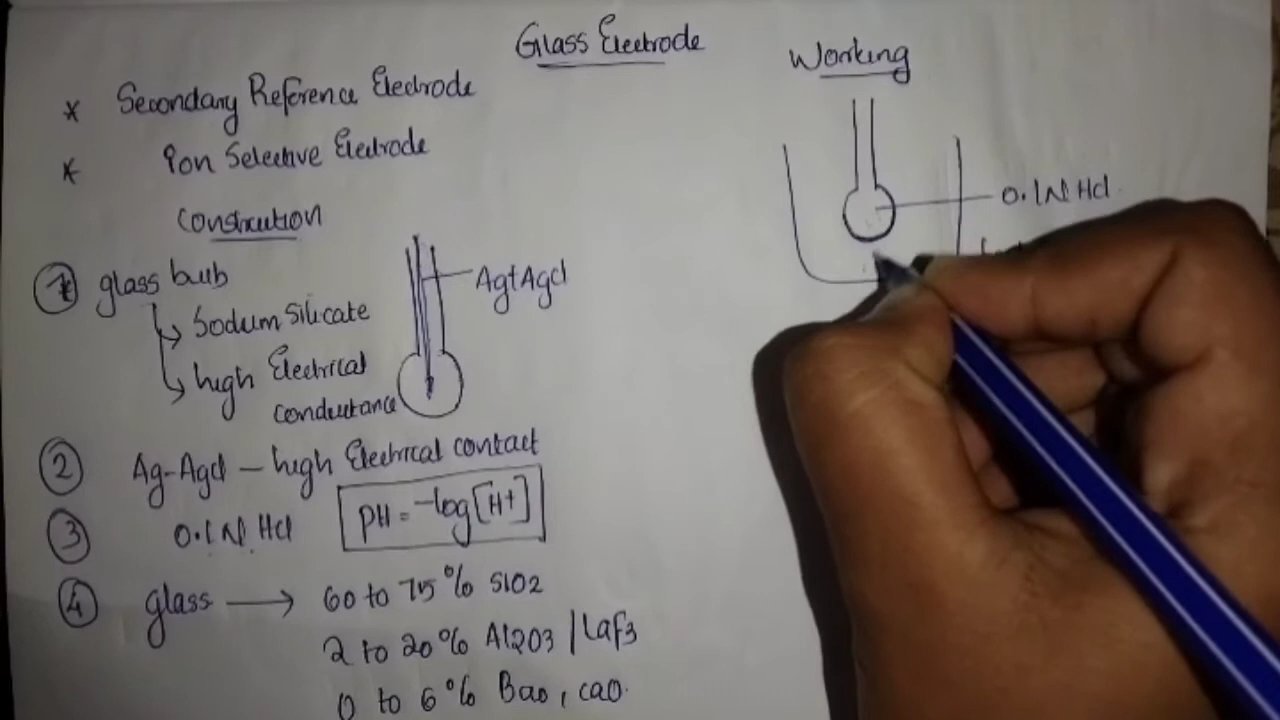 Glass Electrode
* Secondary Reference Electrode
* Ion Selective Electrode
Construction
1 glass bulb
→ Sodium Silicate
→ high Electrical
conductance
Ag+Agcl
2 Ag-Agcl - high Electrical contact
3 0.1N Hcl
pH = -log[H+]
4 glass → 60 to 75% SiO2
2 to 20% Al2O3 / Laf3
0 to 6% Bao, cao.
Working
0.1N Hcl